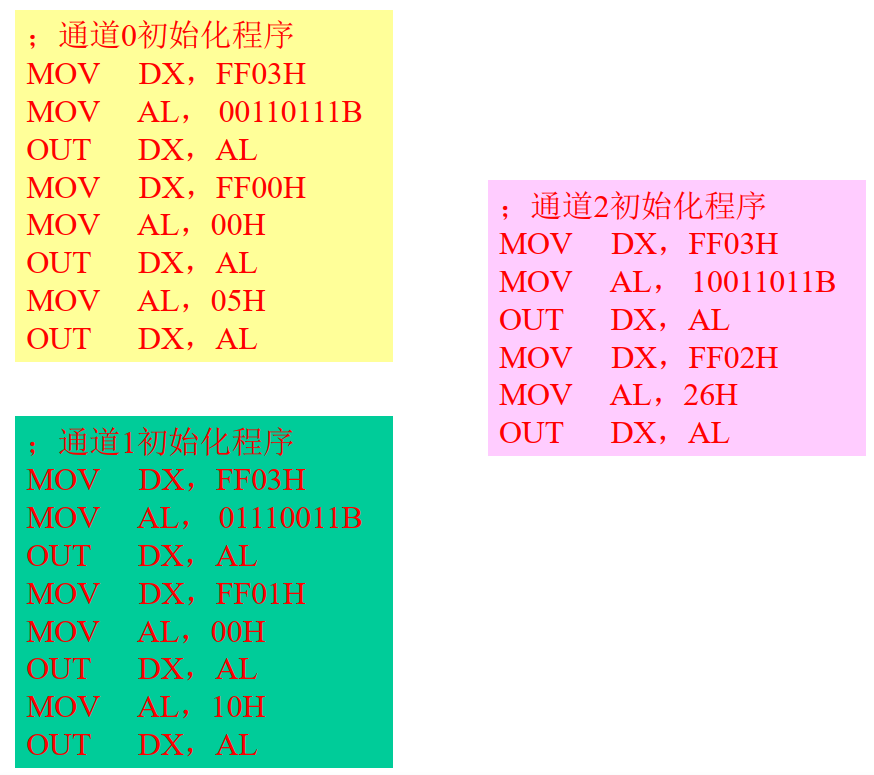 ；通道0初始化程序
MOV DX，FF03H
MOV AL， 00110111B
OUT DX，AL
MOV DX，FF00H
MOV AL，00H
OUT DX，AL
MOV AL，05H
OUT DX，AL
；通道1初始化程序
MOV DX，FF03H
MOV AL， 01110011B
OUT DX，AL
MOV DX，FF01H
MOV AL，00H
OUT DX，AL
MOV AL，10H
OUT DX，AL
；通道2初始化程序
MOV DX，FF03H
MOV AL， 10011011B
OUT DX，AL
MOV DX，FF02H
MOV AL，26H
OUT DX，AL